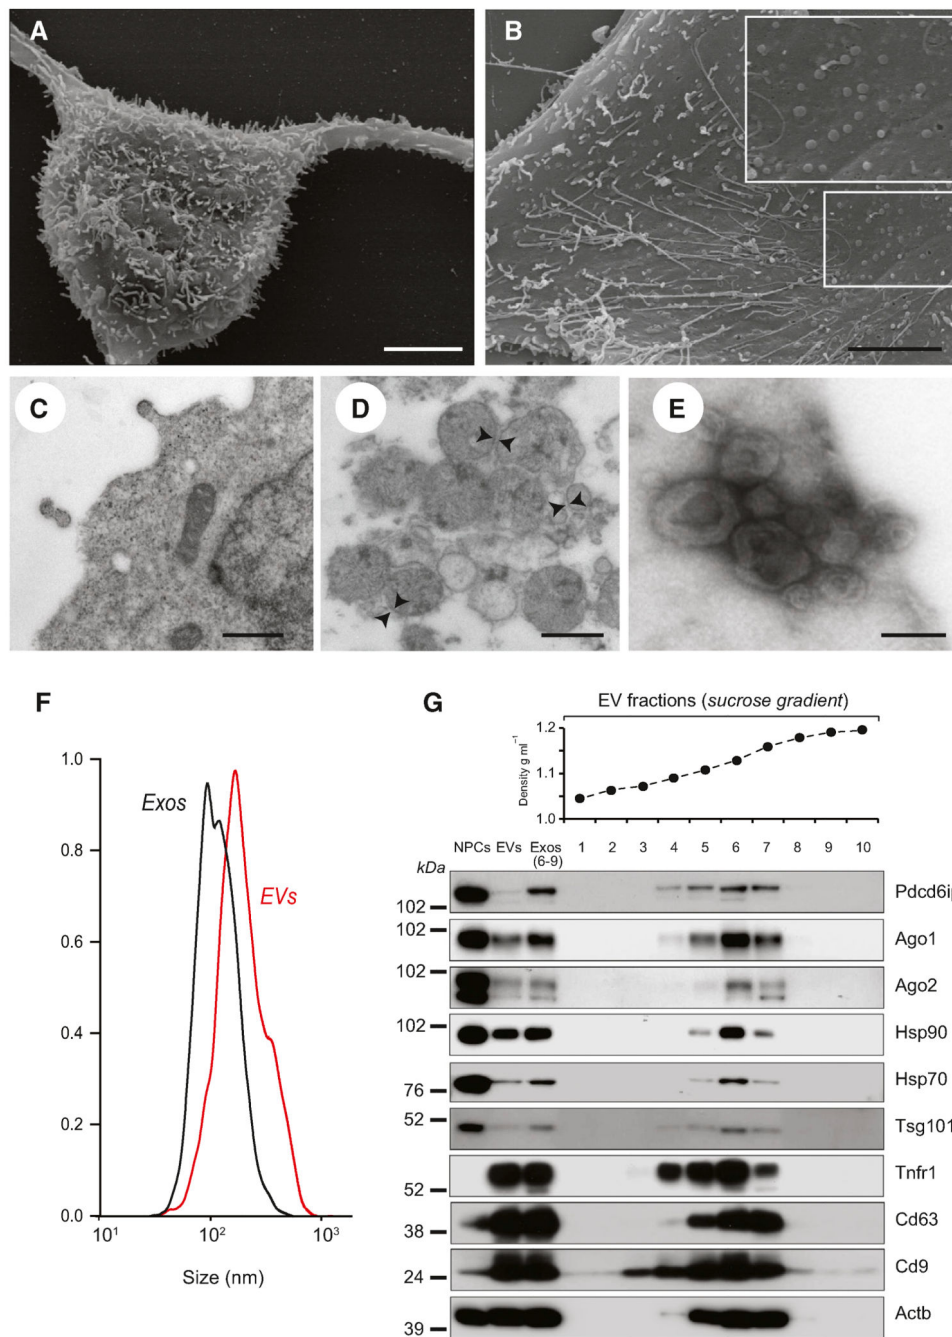 A
B
C
D
E
F
1.0
0.8
0.6
0.4
0.2
0.0
Exos
EVs
10¹
10²
10³
Size (nm)
G
EV fractions (sucrose gradient)
Density g ml⁻¹
1.2
1.1
1.0
NPCs EVs Exos (6-9) 1 2 3 4 5 6 7 8 9 10
kDa
102 Pdcd6ip
102 Ago1
102 Ago2
102 Hsp90
76 Hsp70
52 Tsg101
52 Tnfr1
38 Cd63
24 Cd9
39 Actb